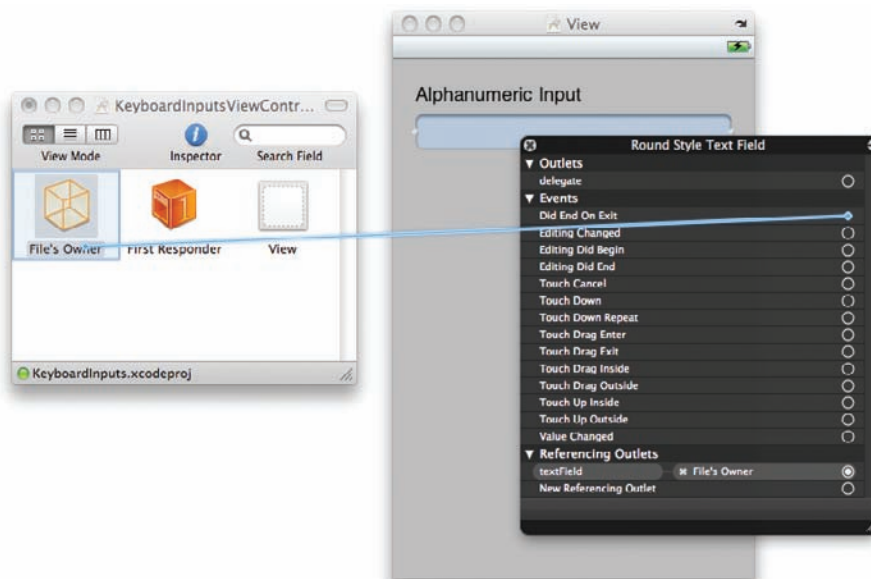 View
Alphanumeric Input
KeyboardInputsViewContr...
View Mode
Inspector
Search Field
File's Owner
First Responder
View
KeyboardInputs.xcodeproj
Round Style Text Field
Outlets
delegate
Events
Did End On Exit
Editing Changed
Editing Did Begin
Editing Did End
Touch Cancel
Touch Down
Touch Down Repeat
Touch Drag Enter
Touch Drag Exit
Touch Drag Inside
Touch Drag Outside
Touch Up Inside
Touch Up Outside
Value Changed
Referencing Outlets
textField File's Owner
New Referencing Outlet